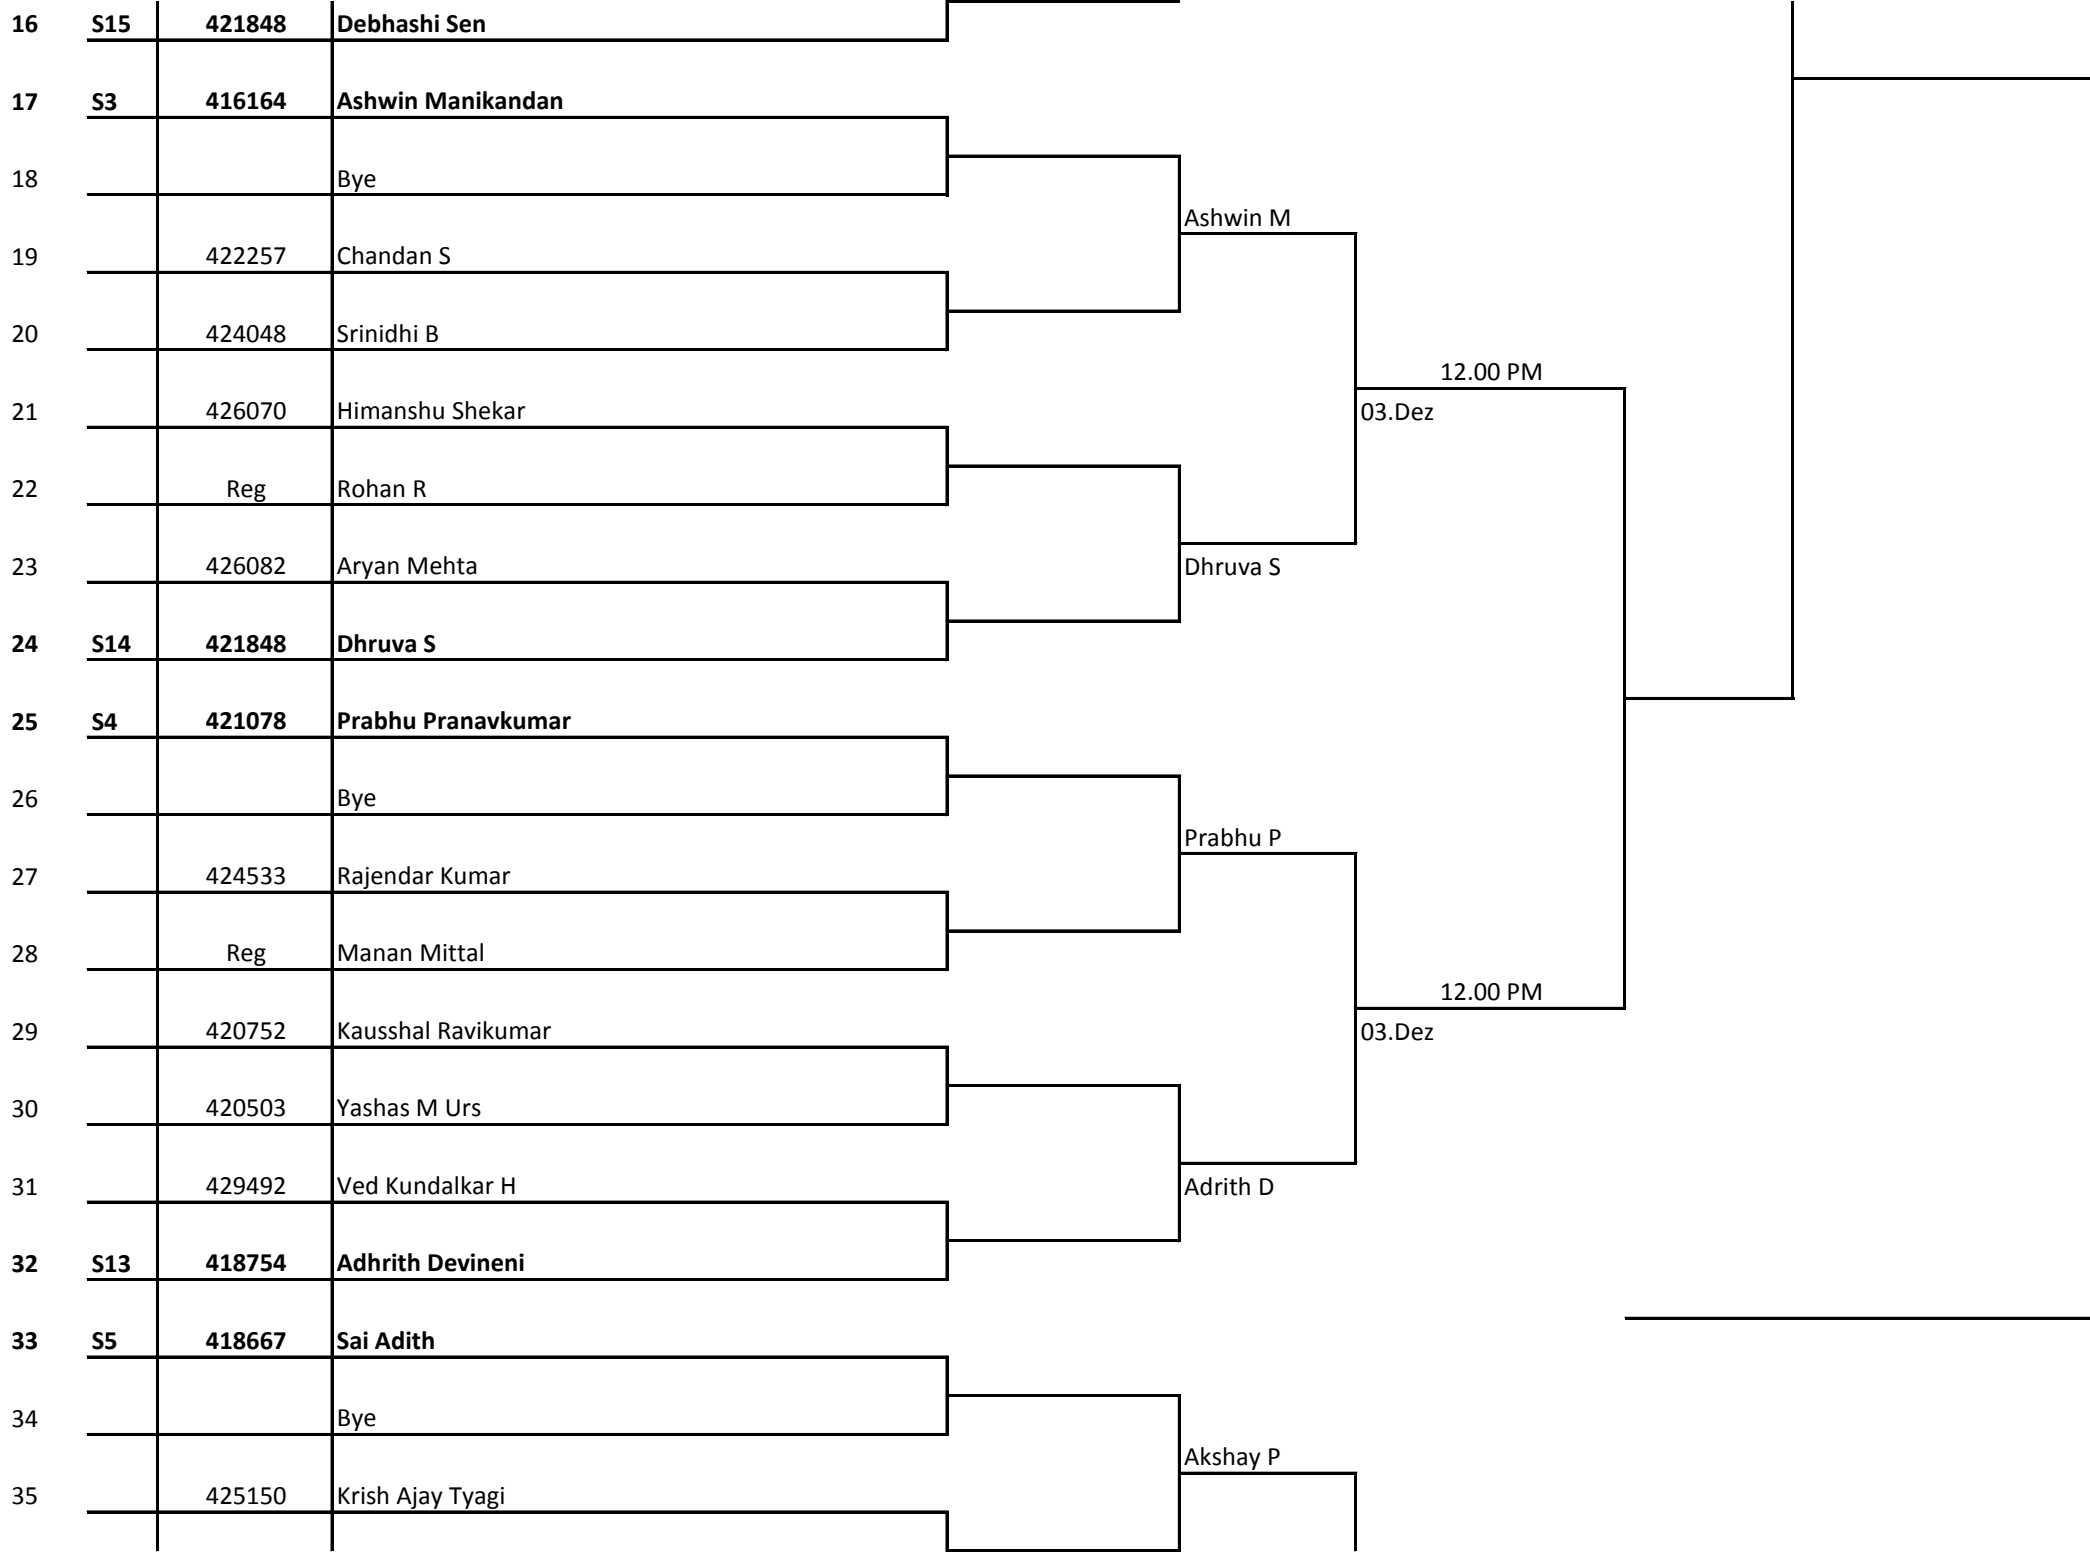 16 S15 421848 Debhashi Sen
17 S3 416164 Ashwin Manikandan
18 Bye
Ashwin M
19 422257 Chandan S
20 424048 Srinidhi B
12.00 PM
21 426070 Himanshu Shekar 03.Dez
22 Reg Rohan R
23 426082 Aryan Mehta Dhruva S
24 S14 421848 Dhruva S
25 S4 421078 Prabhu Pranavkumar
26 Bye
Prabhu P
27 424533 Rajendar Kumar
28 Reg Manan Mittal
12.00 PM
29 420752 Kausshal Ravikumar 03.Dez
30 420503 Yashas M Urs
31 429492 Ved Kundalkar H Adrith D
32 S13 418754 Adhrith Devineni
33 S5 418667 Sai Adith
34 Bye
Akshay P
35 425150 Krish Ajay Tyagi